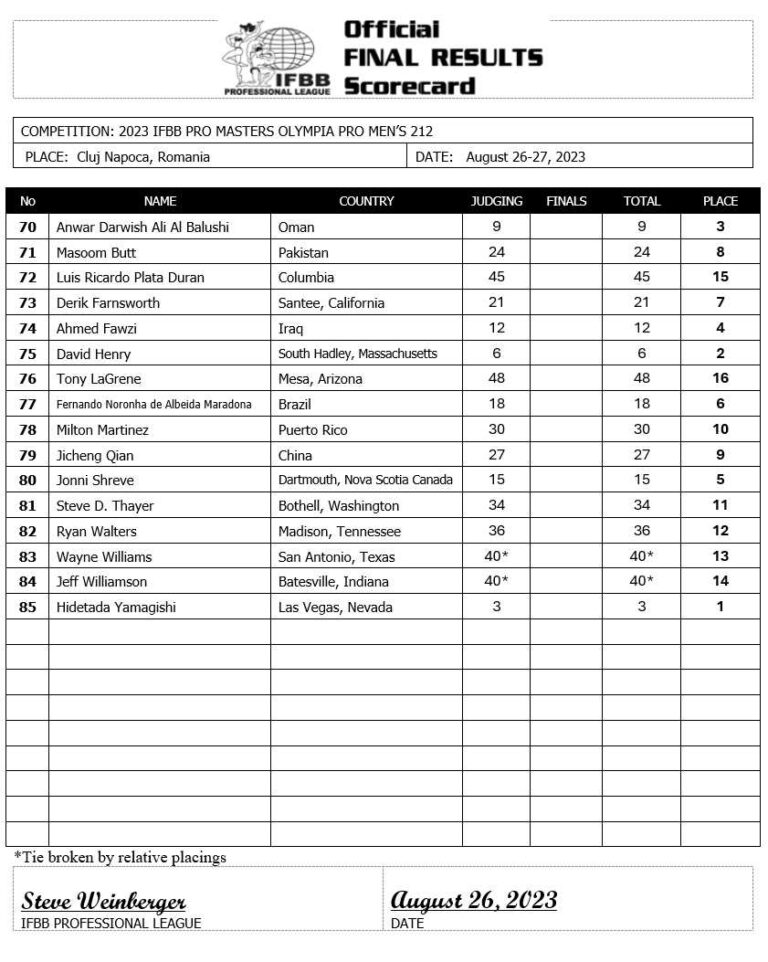 Official
FINAL RESULTS
Scorecard
IFBB
PROFESSIONAL LEAGUE
COMPETITION: 2023 IFBB PRO MASTERS OLYMPIA PRO MEN'S 212
PLACE: Cluj Napoca, Romania DATE: August 26-27, 2023
No NAME COUNTRY JUDGING FINALS TOTAL PLACE
70 Anwar Darwish Ali Al Balushi Oman 9 9 3
71 Masoom Butt Pakistan 24 24 8
72 Luis Ricardo Plata Duran Columbia 45 45 15
73 Derik Farnsworth Santee, California 21 21 7
74 Ahmed Fawzi Iraq 12 12 4
75 David Henry South Hadley, Massachusetts 6 6 2
76 Tony LaGrene Mesa, Arizona 48 48 16
77 Fernando Noronha de Albeida Maradona Brazil 18 18 6
78 Milton Martinez Puerto Rico 30 30 10
79 Jicheng Qian China 27 27 9
80 Jonni Shreve Dartmouth, Nova Scotia Canada 15 15 5
81 Steve D. Thayer Bothell, Washington 34 34 11
82 Ryan Walters Madison, Tennessee 36 36 12
83 Wayne Williams San Antonio, Texas 40* 40* 13
84 Jeff Williamson Batesville, Indiana 40* 40* 14
85 Hidetada Yamagishi Las Vegas, Nevada 3 3 1
*Tie broken by relative placings
Steve Weinberger August 26, 2023
IFBB PROFESSIONAL LEAGUE DATE